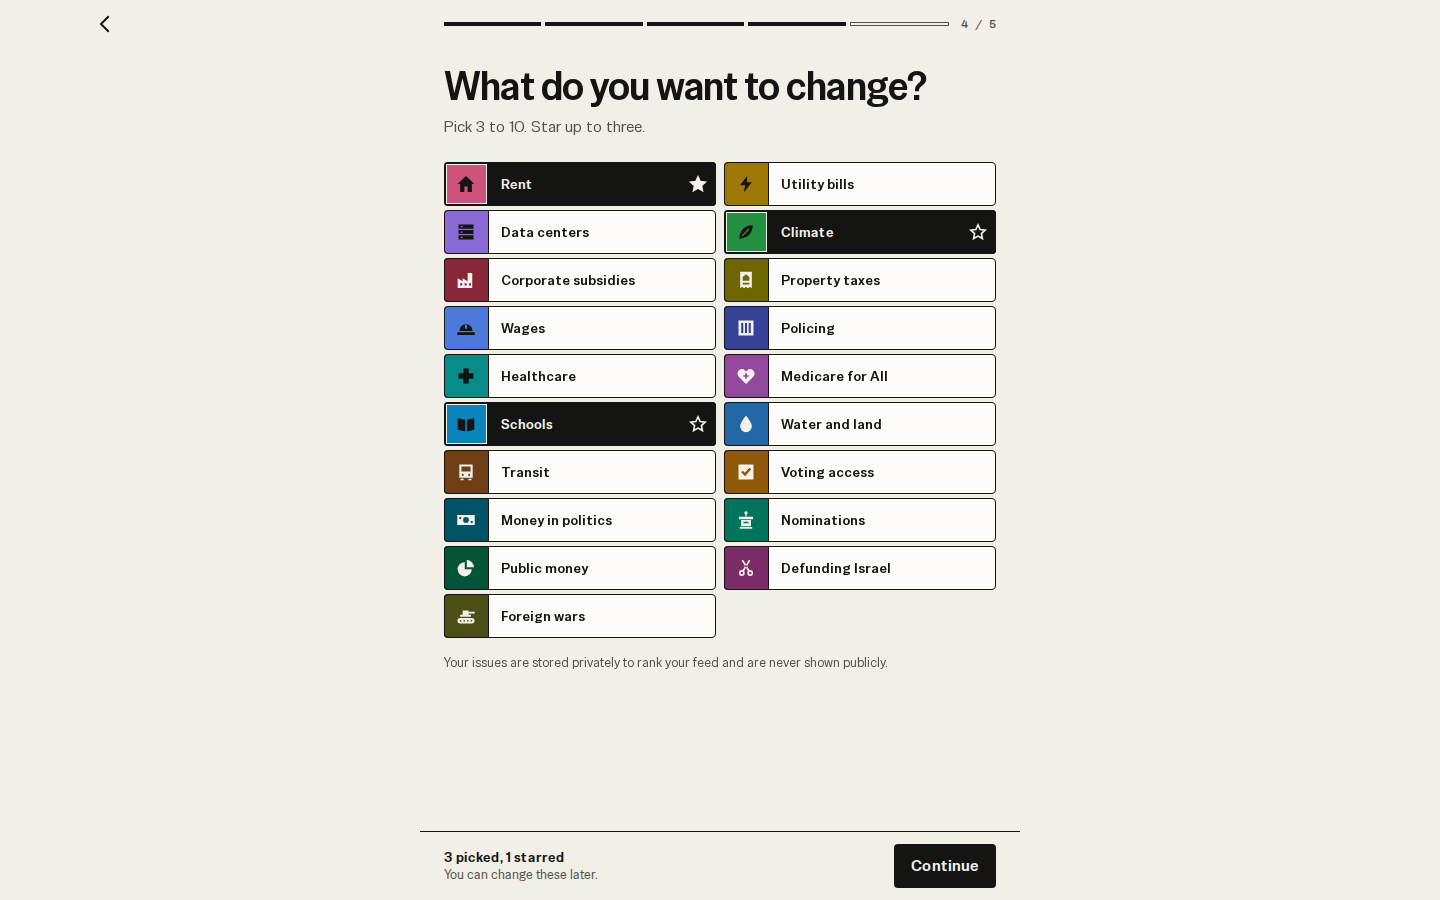 4 / 5
What do you want to change?
Pick 3 to 10. Star up to three.
Rent
Utility bills
Data centers
Climate
Corporate subsidies
Property taxes
Wages
Policing
Healthcare
Medicare for All
Schools
Water and land
Transit
Voting access
Money in politics
Nominations
Public money
Defunding Israel
Foreign wars
Your issues are stored privately to rank your feed and are never shown publicly.
3 picked, 1 starred
You can change these later.
Continue